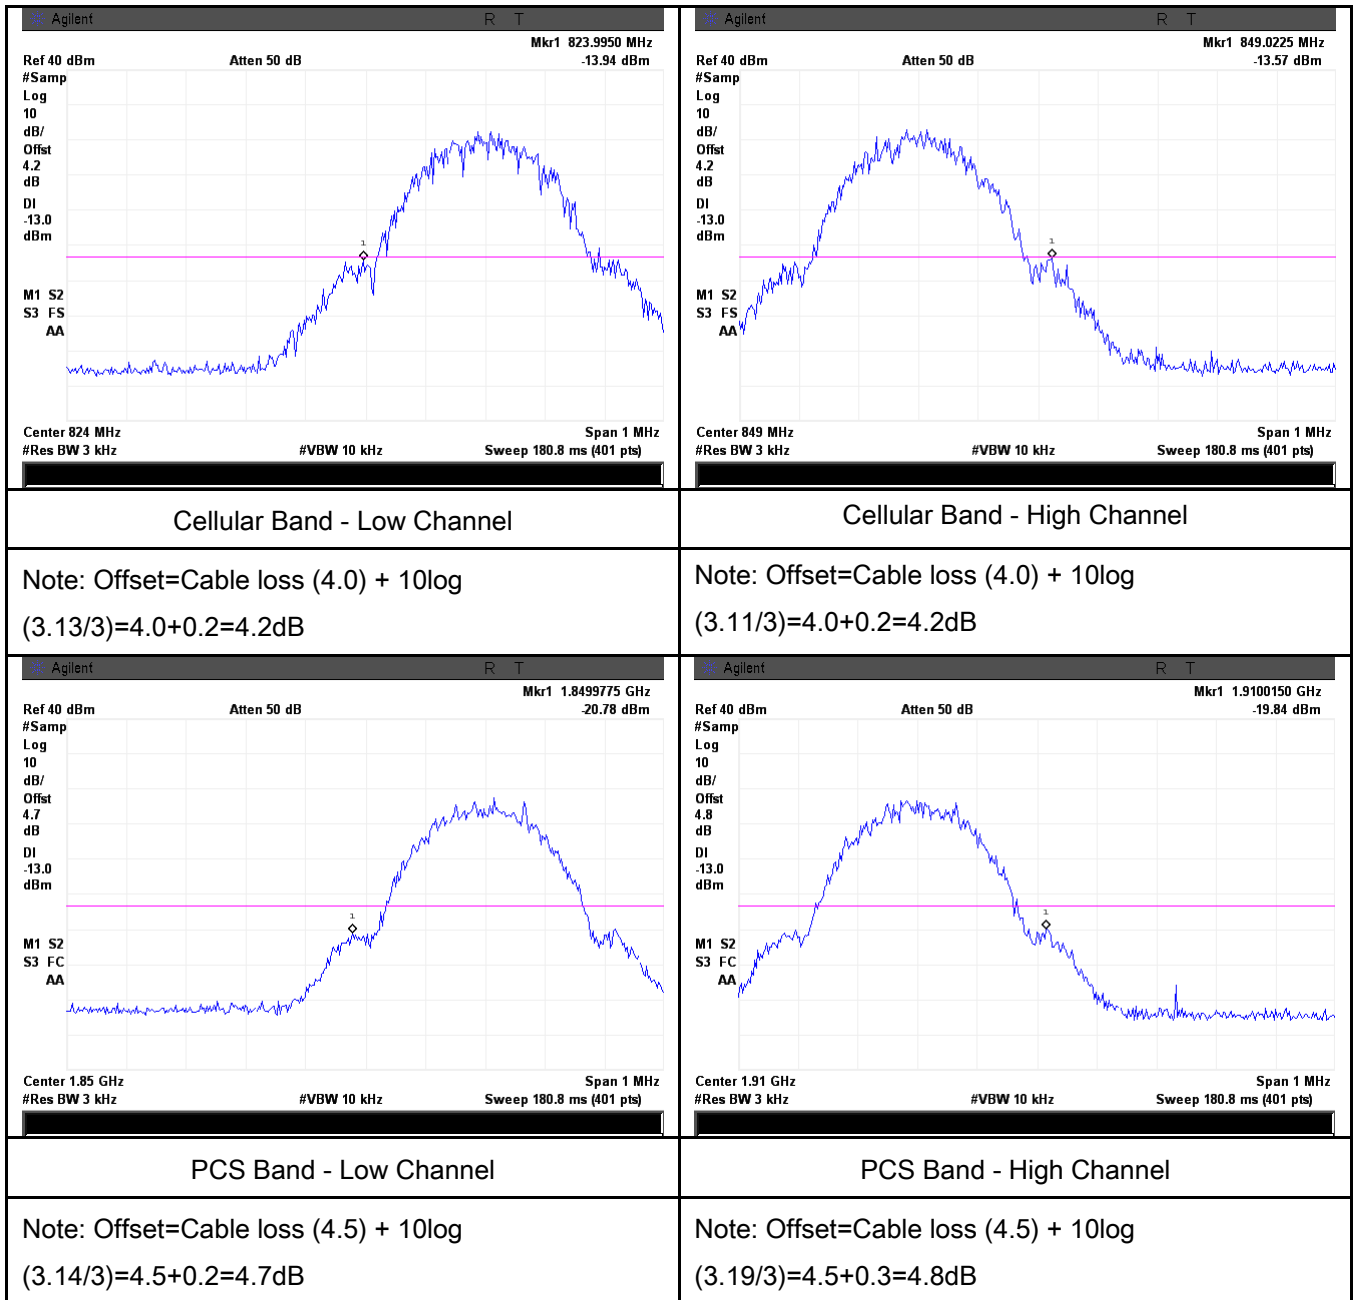 Agilent R T
Mkr1 823.9950 MHz
Ref 40 dBm Atten 50 dB -13.94 dBm
#Samp
Log
10
dB/
Offst
4.2
dB
DI
-13.0
dBm
1
M1 S2
S3 FS
AA
Center 824 MHz Span 1 MHz
#Res BW 3 kHz #VBW 10 kHz Sweep 180.8 ms (401 pts)
Agilent R T
Mkr1 849.0225 MHz
Ref 40 dBm Atten 50 dB -13.57 dBm
#Samp
Log
10
dB/
Offst
4.2
dB
DI
-13.0
dBm
1
M1 S2
S3 FS
AA
Center 849 MHz Span 1 MHz
#Res BW 3 kHz #VBW 10 kHz Sweep 180.8 ms (401 pts)
Cellular Band - Low Channel
Cellular Band - High Channel
Note: Offset=Cable loss (4.0) + 10log
(3.13/3)=4.0+0.2=4.2dB
Note: Offset=Cable loss (4.0) + 10log
(3.11/3)=4.0+0.2=4.2dB
Agilent R T
Mkr1 1.8499775 GHz
Ref 40 dBm Atten 50 dB -20.78 dBm
#Samp
Log
10
dB/
Offst
4.7
dB
DI
-13.0
dBm
1
M1 S2
S3 FC
AA
Center 1.85 GHz Span 1 MHz
#Res BW 3 kHz #VBW 10 kHz Sweep 180.8 ms (401 pts)
Agilent R T
Mkr1 1.9100150 GHz
Ref 40 dBm Atten 50 dB -19.84 dBm
#Samp
Log
10
dB/
Offst
4.8
dB
DI
-13.0
dBm
1
M1 S2
S3 FC
AA
Center 1.91 GHz Span 1 MHz
#Res BW 3 kHz #VBW 10 kHz Sweep 180.8 ms (401 pts)
PCS Band - Low Channel
PCS Band - High Channel
Note: Offset=Cable loss (4.5) + 10log
(3.14/3)=4.5+0.2=4.7dB
Note: Offset=Cable loss (4.5) + 10log
(3.19/3)=4.5+0.3=4.8dB